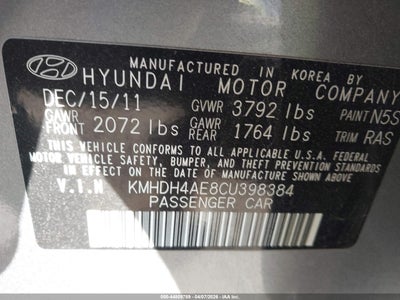 MANUFACTURED IN KOREA BY
HYUNDAI MOTOR COMPANY
DEC/15/11 GVWR 3792 lbs PAINT N5S
GAWR FRONT 2072 lbs GAWR REAR 1764 lbs TRIM RAS
THIS VEHICLE CONFORMS TO ALL APPLICABLE U.S.A. FEDERAL
MOTOR VEHICLE SAFETY, BUMPER, AND THEFT PREVENTION STANDARDS
IN EFFECT ON THE DATE OF MANUFACTURE SHOWN ABOVE.
V.I.N KMHDH4AE8CU398384
PASSENGER CAR